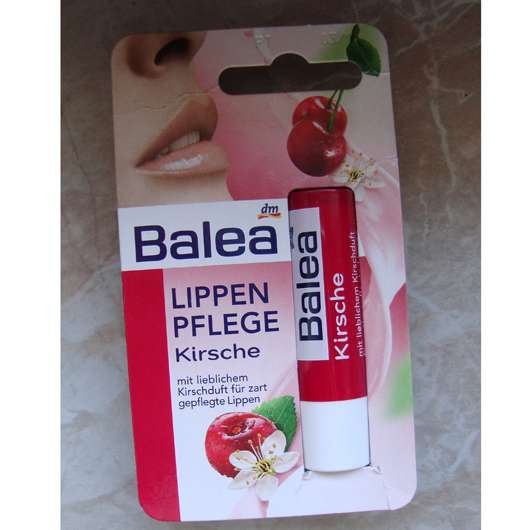 dm
Balea
LIPPEN
PFLEGE
Kirsche
mit lieblichem
Kirschduft für zart
gepflegte Lippen
Balea
Kirsche
mit lieblichem Kirschduft